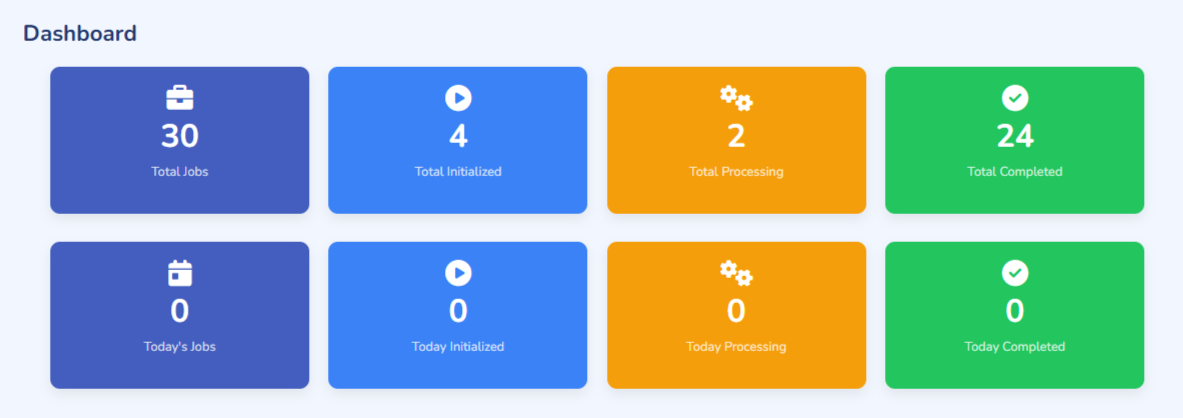 Dashboard
30
4
2
24
Total Jobs
Total Initialized
Total Processing
Total Completed
0
0
0
0
Today's Jobs
Today Initialized
Today Processing
Today Completed